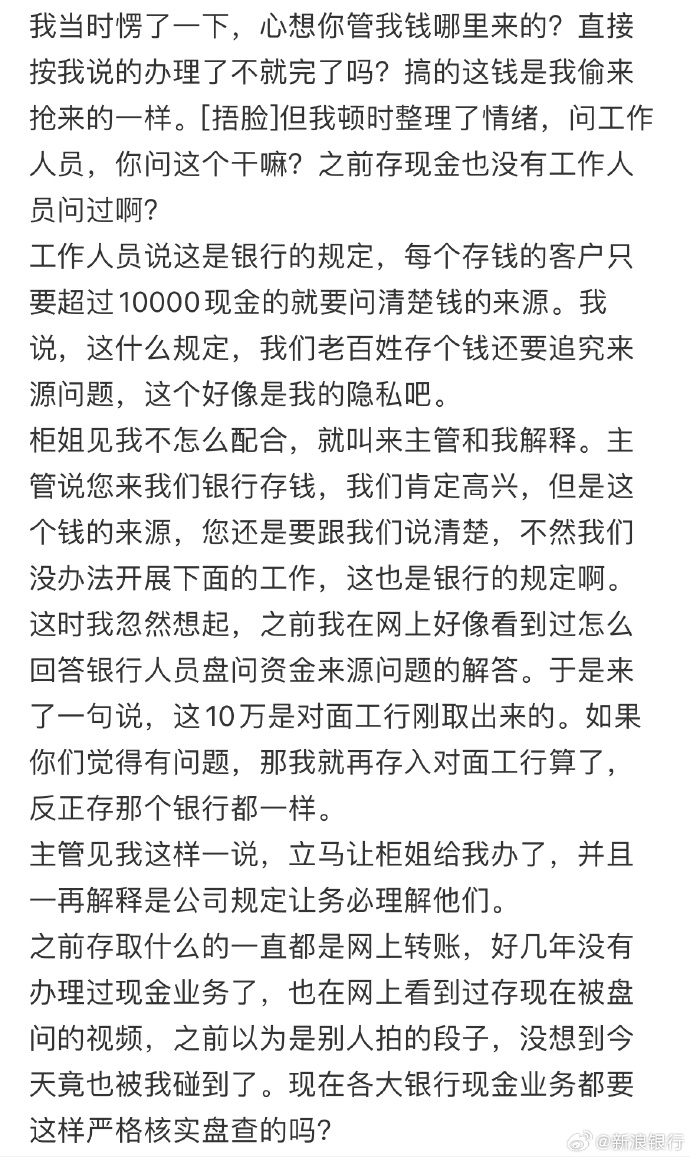 我当时愣了一下，心想你管我钱哪里来的？直接
按我说的办理了不就完了吗？搞的这钱是我偷来
抢来的一样。[捂脸]但我顿时整理了情绪，问工作
人员，你问这个干嘛？之前存现金也没有工作人
员问过啊？
工作人员说这是银行的规定，每个存钱的客户只
要超过10000现金的就要问清楚钱的来源。我
说，这什么规定，我们老百姓存个钱还要追究来
源问题，这个好像是我的隐私吧。
柜姐见我不怎么配合，就叫来主管和我解释。主
管说您来我们银行存钱，我们肯定高兴，但是这
个钱的来源，您还是要跟我们说清楚，不然我们
没办法开展下面的工作，这也是银行的规定啊。
这时我忽然想起，之前我在网上好像看到过怎么
回答银行人员盘问资金来源问题的解答。于是来
了一句说，这10万是对面工行刚取出来的。如果
你们觉得有问题，那我就再存入对面工行算了，
反正存那个银行都一样。
主管见我这样一说，立马让柜姐给我办了，并且
一再解释是公司规定让务必理解他们。
之前存取什么的一直都是网上转账，好几年没有
办理过现金业务了，也在网上看到过存现在被盘
问的视频，之前以为是别人拍的段子，没想到今
天竟也被我碰到了。现在各大银行现金业务都要
这样严格核实盘查的吗？
@新浪银行